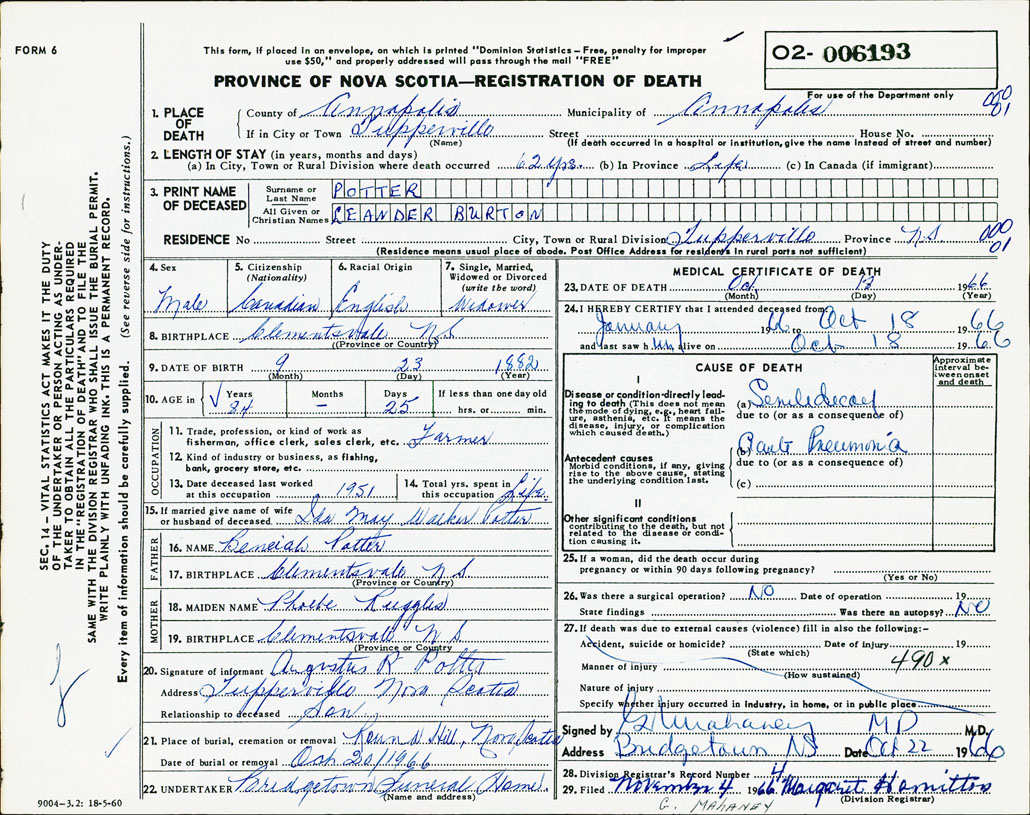 FORM 6
This form, if placed in an envelope, on which is printed "Dominion Statistics – Free, penalty for improper
use $50," and properly addressed will pass through the mail "FREE"
O2- 006193
PROVINCE OF NOVA SCOTIA—REGISTRATION OF DEATH
For use of the Department only
1. PLACE OF DEATH
County of Annapolis Municipality of Annapolis
If in City or Town Tupperville Street House No.
(Name) (If death occurred in a hospital or institution, give name instead of street and number)
2. LENGTH OF STAY (in years, months and days)
(a) In City, Town or Rural Division where death occurred 62 yrs. (b) In Province Life (c) In Canada (if immigrant)
3. PRINT NAME OF DECEASED
Surname or Last Name POTTER
All Given or Christian Names LEANDER BURTON
RESIDENCE No Street City, Town or Rural Division Tupperville Province N.S.
(Residence means usual place of abode. Post Office Address for residents in rural parts not sufficient)
000
01
4. Sex
Male
5. Citizenship
(Nationality)
Canadian
6. Racial Origin
English
7. Single, Married,
Widowed or Divorced
(write the word)
Widower
8. BIRTHPLACE Clementsvale N S
(Province or Country)
9. DATE OF BIRTH 9 23 1882
(Month) (Day) (Year)
10. AGE in Years Months Days If less than one day old
84 – 25 hrs. or min.
OCCUPATION
11. Trade, profession, or kind of work as
fisherman, office clerk, sales clerk, etc. Farmer
12. Kind of industry or business, as fishing,
bank, grocery store, etc.
13. Date deceased last worked
at this occupation 1951
14. Total yrs. spent in
this occupation Life
15. If married give name of wife
or husband of deceased Ida May Warker Potter
FATHER
16. NAME Beneiah Potter
17. BIRTHPLACE Clementsvale N S
(Province or Country)
MOTHER
18. MAIDEN NAME Phoebe Ruggles
19. BIRTHPLACE Clementsvale N S
(Province or Country)
20. Signature of informant Augustus R Potter
Address Tupperville Nova Scotia
Relationship to deceased Son
21. Place of burial, cremation or removal Round Hill, Nova Scotia
Date of burial or removal Oct 20/1966
22. UNDERTAKER Bridgetown Funeral Home
(Name and address)
9004–3.2: 18-5-60
MEDICAL CERTIFICATE OF DEATH
23. DATE OF DEATH Oct 1966
(Month) (Day) (Year)
24. I HEREBY CERTIFY that I attended deceased from
January 1966 to Oct 18 1966
and last saw him alive on Oct 18 1966
CAUSE OF DEATH
Approximate
interval be-
tween onset
and death
I
Disease or condition directly lead-
ing to death (This does not mean
the mode of dying, e.g., heart fail-
ure, asthenia, etc. It means the
disease, injury, or complication
which caused death.)
(a) Senile decay
due to (or as a consequence of)
Antecedent causes
Morbid conditions, if any, giving
rise to the above cause, stating
the underlying condition last.
(b) Acute Pneumonia
due to (or as a consequence of)
(c)
II
Other significant conditions
contributing to the death, but not
related to the disease or condi-
tion causing it.
25. If a woman, did the death occur during
pregnancy or within 90 days following pregnancy?
(Yes or No)
26. Was there a surgical operation? NO Date of operation 19
State findings Was there an autopsy? NO
27. If death was due to external causes (violence) fill in also the following:–
Accident, suicide or homicide? Date of injury 19
(State which)
490 x
Manner of injury
(How sustained)
Nature of injury
Specify whether injury occurred in industry, in home, or in public place
Signed by G Mahaney MD M.D.
Address Bridgetown NS Date Oct 22 1966
28. Division Registrar's Record Number 4
29. Filed November 4 1966 Margaret Hamilton
(Division Registrar)
G. MAHANEY
SEC. 14 – VITAL STATISTICS ACT MAKES IT THE DUTY
OF THE UNDERTAKER OR PERSON ACTING AS UNDER-
TAKER TO OBTAIN ALL THE PARTICULARS REQUIRED
IN THE "REGISTRATION OF DEATH" AND TO FILE THE
SAME WITH THE DIVISION REGISTRAR WHO SHALL ISSUE THE BURIAL PERMIT.
WRITE PLAINLY WITH UNFADING INK. THIS IS A PERMANENT RECORD.
Every item of information should be carefully supplied. (See reverse side for instructions.)